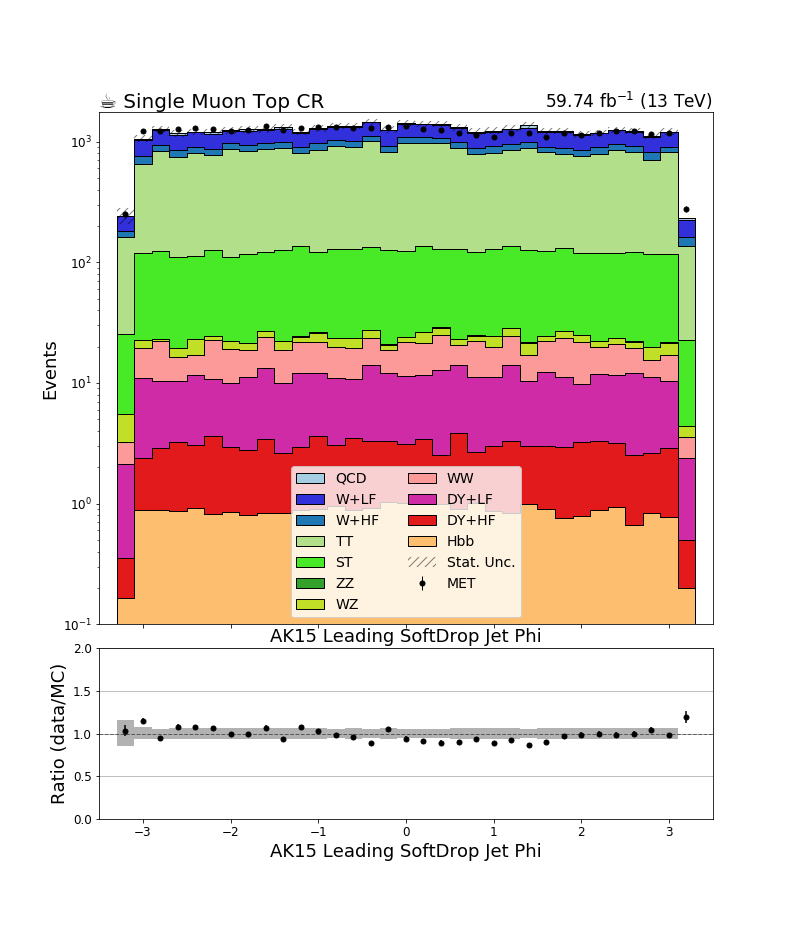 ☕ Single Muon Top CR
59.74 fb⁻¹ (13 TeV)
Events
10³
10²
10¹
10⁰
10⁻¹
QCD
W+LF
W+HF
TT
ST
ZZ
WZ
WW
DY+LF
DY+HF
Hbb
Stat. Unc.
MET
AK15 Leading SoftDrop Jet Phi
Ratio (data/MC)
2.0
1.5
1.0
0.5
0.0
−3 −2 −1 0 1 2 3
AK15 Leading SoftDrop Jet Phi